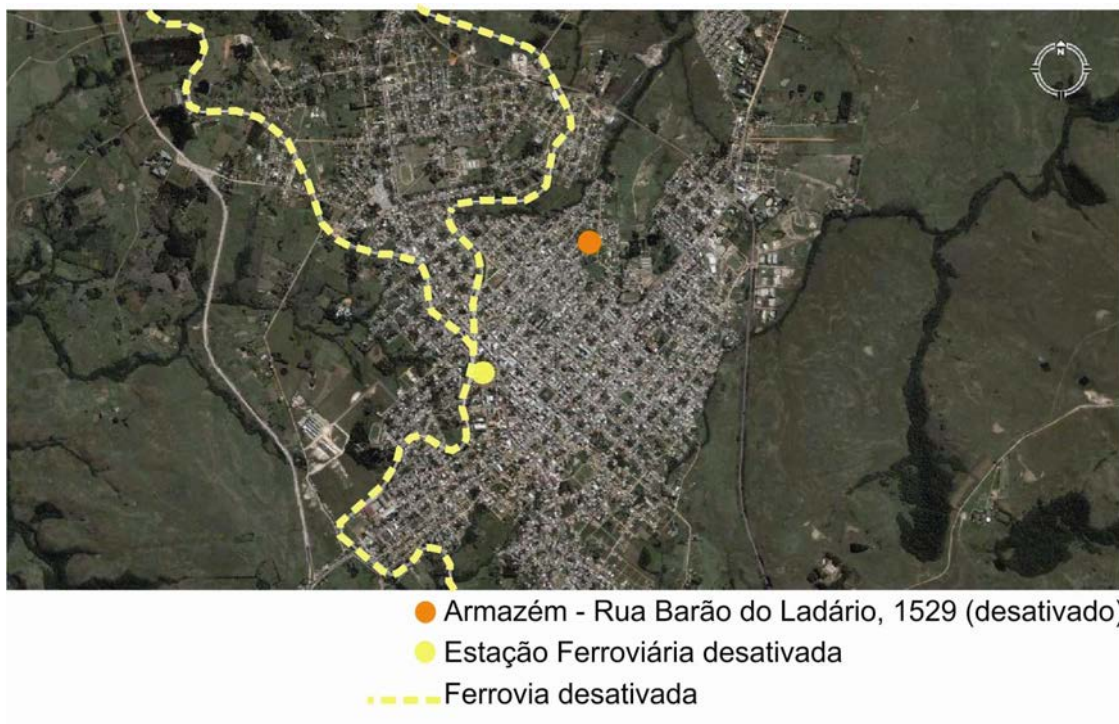 N
Armazém - Rua Barão do Ladário, 1529 (desativado)
Estação Ferroviária desativada
Ferrovia desativada